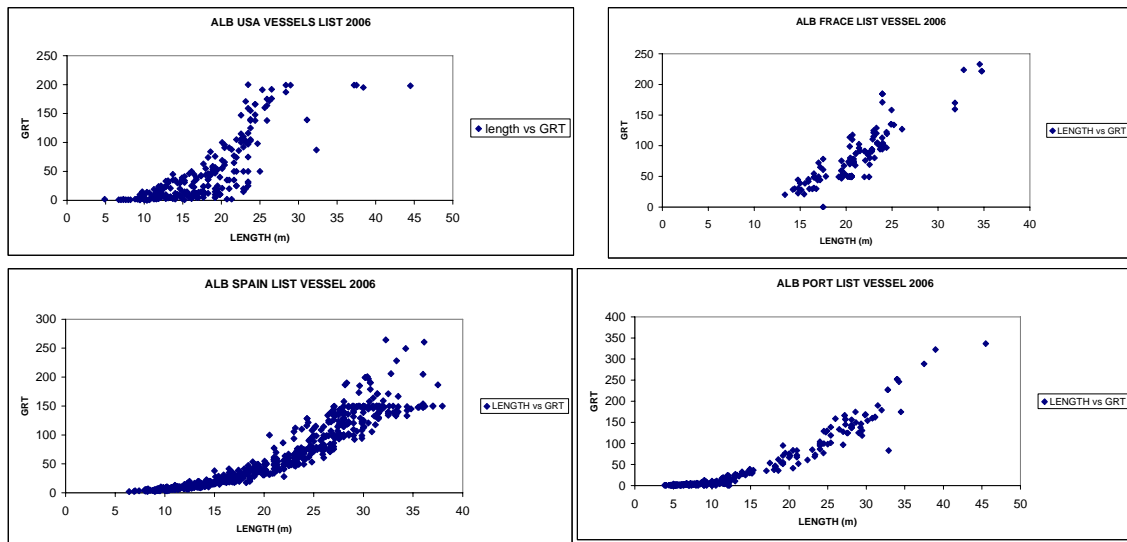 ALB USA VESSELS LIST 2006
250
200
150
100
50
0
GRT
0 5 10 15 20 25 30 35 40 45 50
LENGTH (m)
length vs GRT
ALB FRACE LIST VESSEL 2006
250
200
150
100
50
0
GRT
0 5 10 15 20 25 30 35 40
LENGTH (m)
LENGTH vs GRT
ALB SPAIN LIST VESSEL 2006
300
250
200
150
100
50
0
GRT
0 5 10 15 20 25 30 35 40
LENGTH (m)
LENGTH vs GRT
ALB PORT LIST VESSEL 2006
400
350
300
250
200
150
100
50
0
GRT
0 5 10 15 20 25 30 35 40 45 50
LENGTH (m)
LENGTH vs GRT